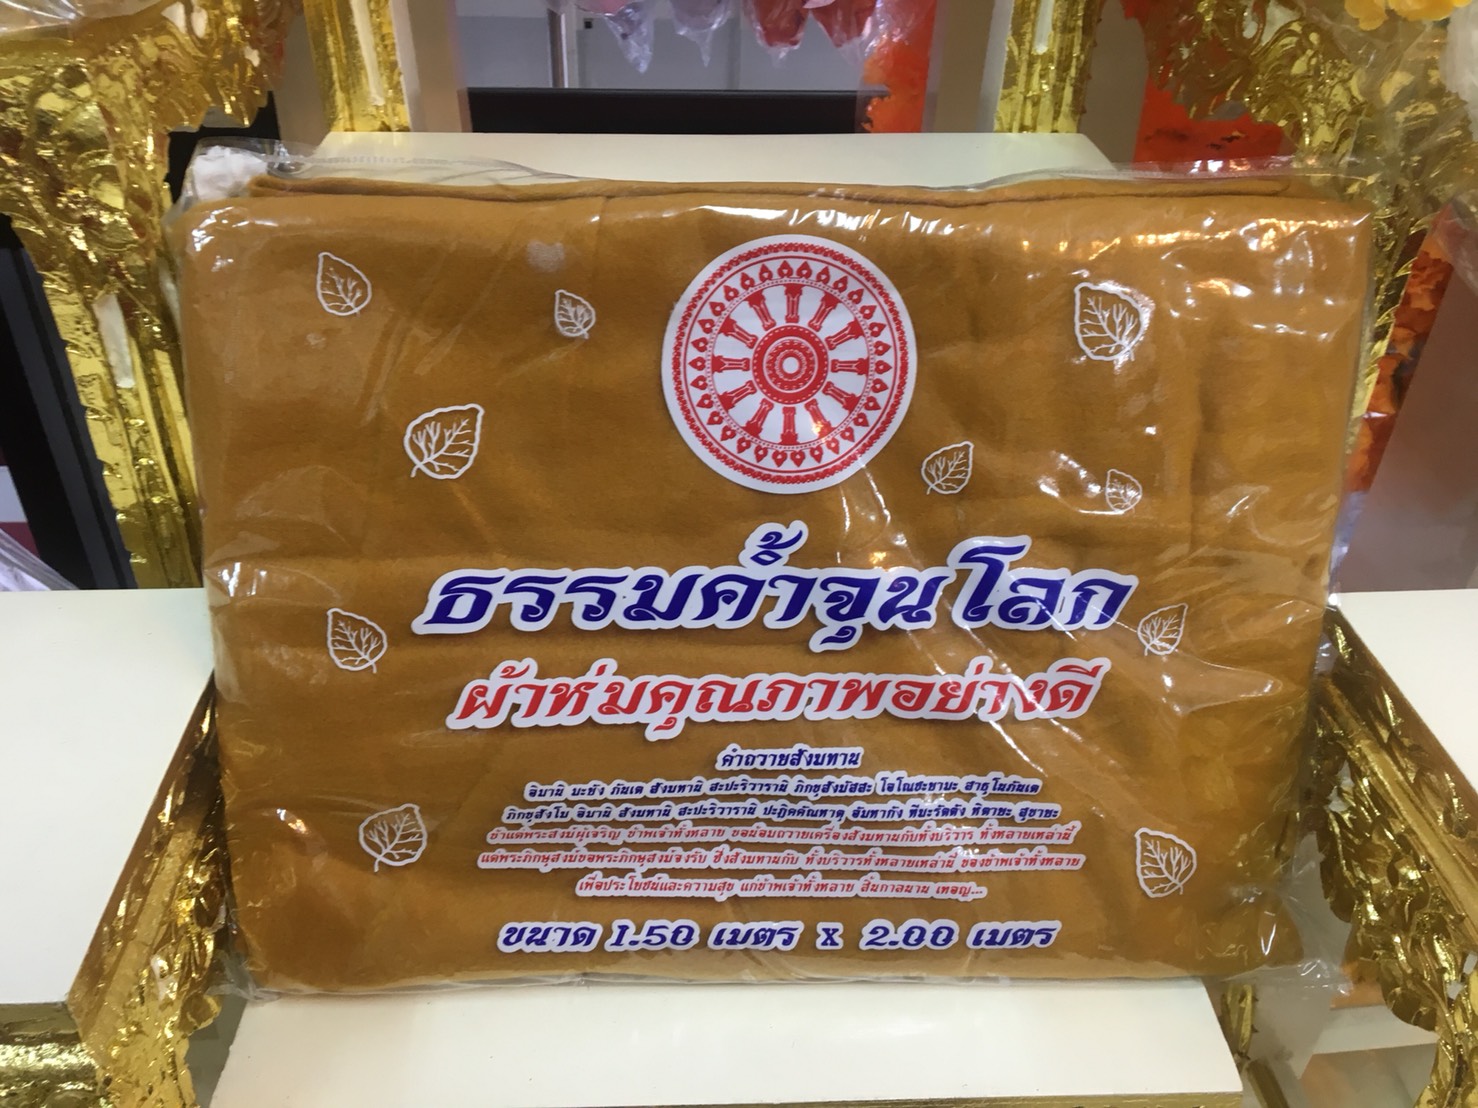 ธรรมค้ำจุนโลก
ผ้าห่มคุณภาพอย่างดี
คำถวายสังฆทาน
อิมานิ มะยัง ภันเต สังฆทานิ สะปะริวารานิ ภิกขุสังฆัสสะ โอโณชะยามะ สาธุ โนภันเต
ภิกขุสังโฆ อิมานิ สังฆทานิ สะปะริวารานิ ปะฏิคคัณหาตุ อัมหากัง ทีฆะรัตตัง หิตายะ สุขายะ
ข้าแต่พระสงฆ์ผู้เจริญ ข้าพเจ้าทั้งหลาย ขอน้อมถวายเครื่องสังฆทานกับทั้งบริวาร ทั้งหลายเหล่านี้
แด่พระภิกษุสงฆ์ขอพระภิกษุสงฆ์จงรับ ซึ่งสังฆทานกับ ทั้งบริวารทั้งหลายเหล่านี้ ของข้าพเจ้าทั้งหลาย
เพื่อประโยชน์และความสุข แก่ข้าพเจ้าทั้งหลาย สิ้นกาลนาน เทอญ...
ขนาด 1.50 เมตร x 2.00 เมตร